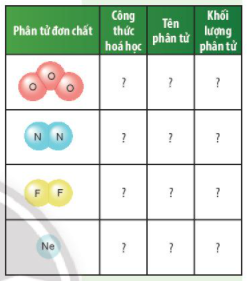 Phân tử đơn chất
Công thức hoá học
Tên phân tử
Khối lượng phân tử
O O O
? ? ?
N N
? ? ?
F F
? ? ?
Ne
? ? ?